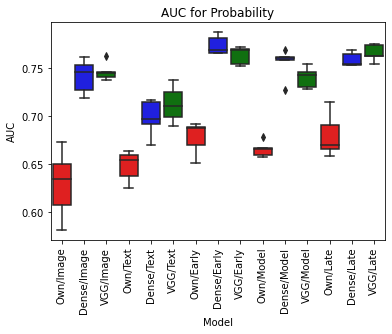 AUC for Probability
AUC
0.75
0.70
0.65
0.60
Own/Image
Dense/Image
VGG/Image
Own/Text
Dense/Text
VGG/Text
Own/Early
Dense/Early
VGG/Early
Own/Model
Dense/Model
VGG/Model
Own/Late
Dense/Late
VGG/Late
Model